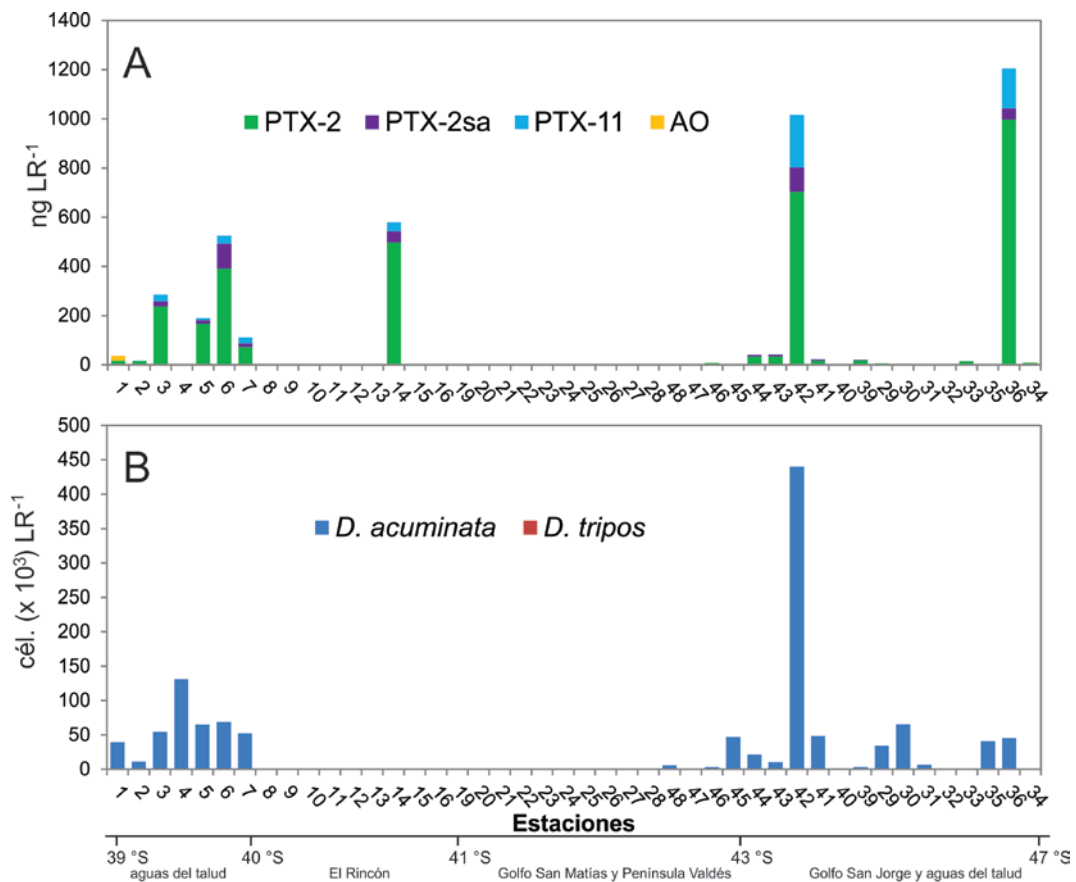 A
1400
1200
1000
800
600
400
200
0
ng LR⁻¹
PTX-2 PTX-2sa PTX-11 AO
1 2 3 4 5 6 7 8 9 10 11 12 13 14 15 16 19 20 21 22 23 24 25 26 27 28 48 47 46 45 44 43 42 41 40 39 29 30 31 32 33 35 36 34
B
500
450
400
350
300
250
200
150
100
50
0
cél. (x 10³) LR⁻¹
D. acuminata D. tripos
1 2 3 4 5 6 7 8 9 10 11 12 13 14 15 16 19 20 21 22 23 24 25 26 27 28 48 47 46 45 44 43 42 41 40 39 29 30 31 32 33 35 36 34
Estaciones
39 °S 40 °S 41 °S 43 °S 47 °S
aguas del talud El Rincón Golfo San Matías y Península Valdés Golfo San Jorge y aguas del talud